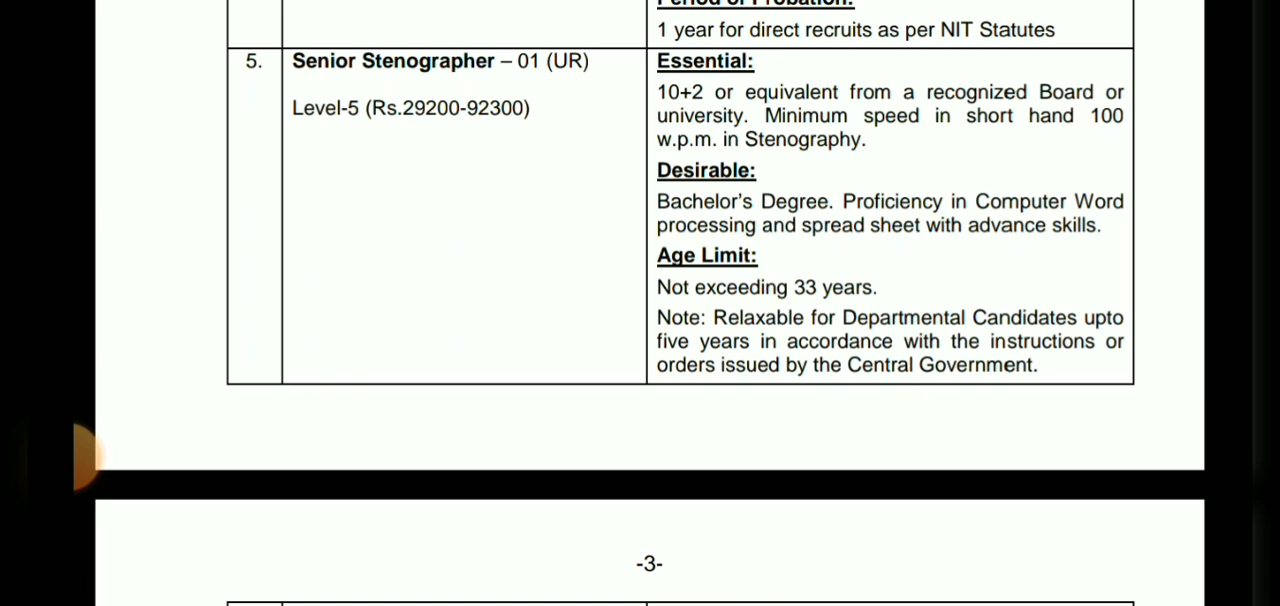 Period of Probation:
1 year for direct recruits as per NIT Statutes
5.
Senior Stenographer – 01 (UR)
Level-5 (Rs.29200-92300)
Essential:
10+2 or equivalent from a recognized Board or
university. Minimum speed in short hand 100
w.p.m. in Stenography.
Desirable:
Bachelor's Degree. Proficiency in Computer Word
processing and spread sheet with advance skills.
Age Limit:
Not exceeding 33 years.
Note: Relaxable for Departmental Candidates upto
five years in accordance with the instructions or
orders issued by the Central Government.
-3-